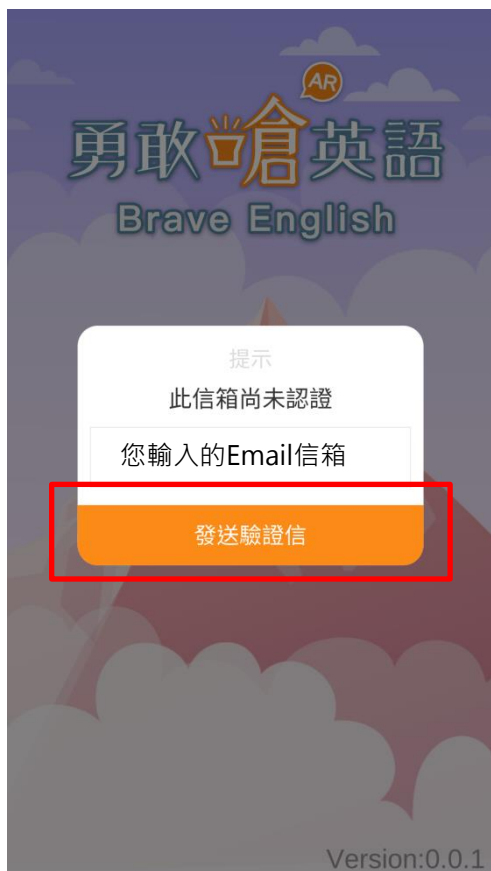 AR
勇敢嗆英語
Brave English
提示
此信箱尚未認證
您輸入的Email信箱
發送驗證信
Version:0.0.1